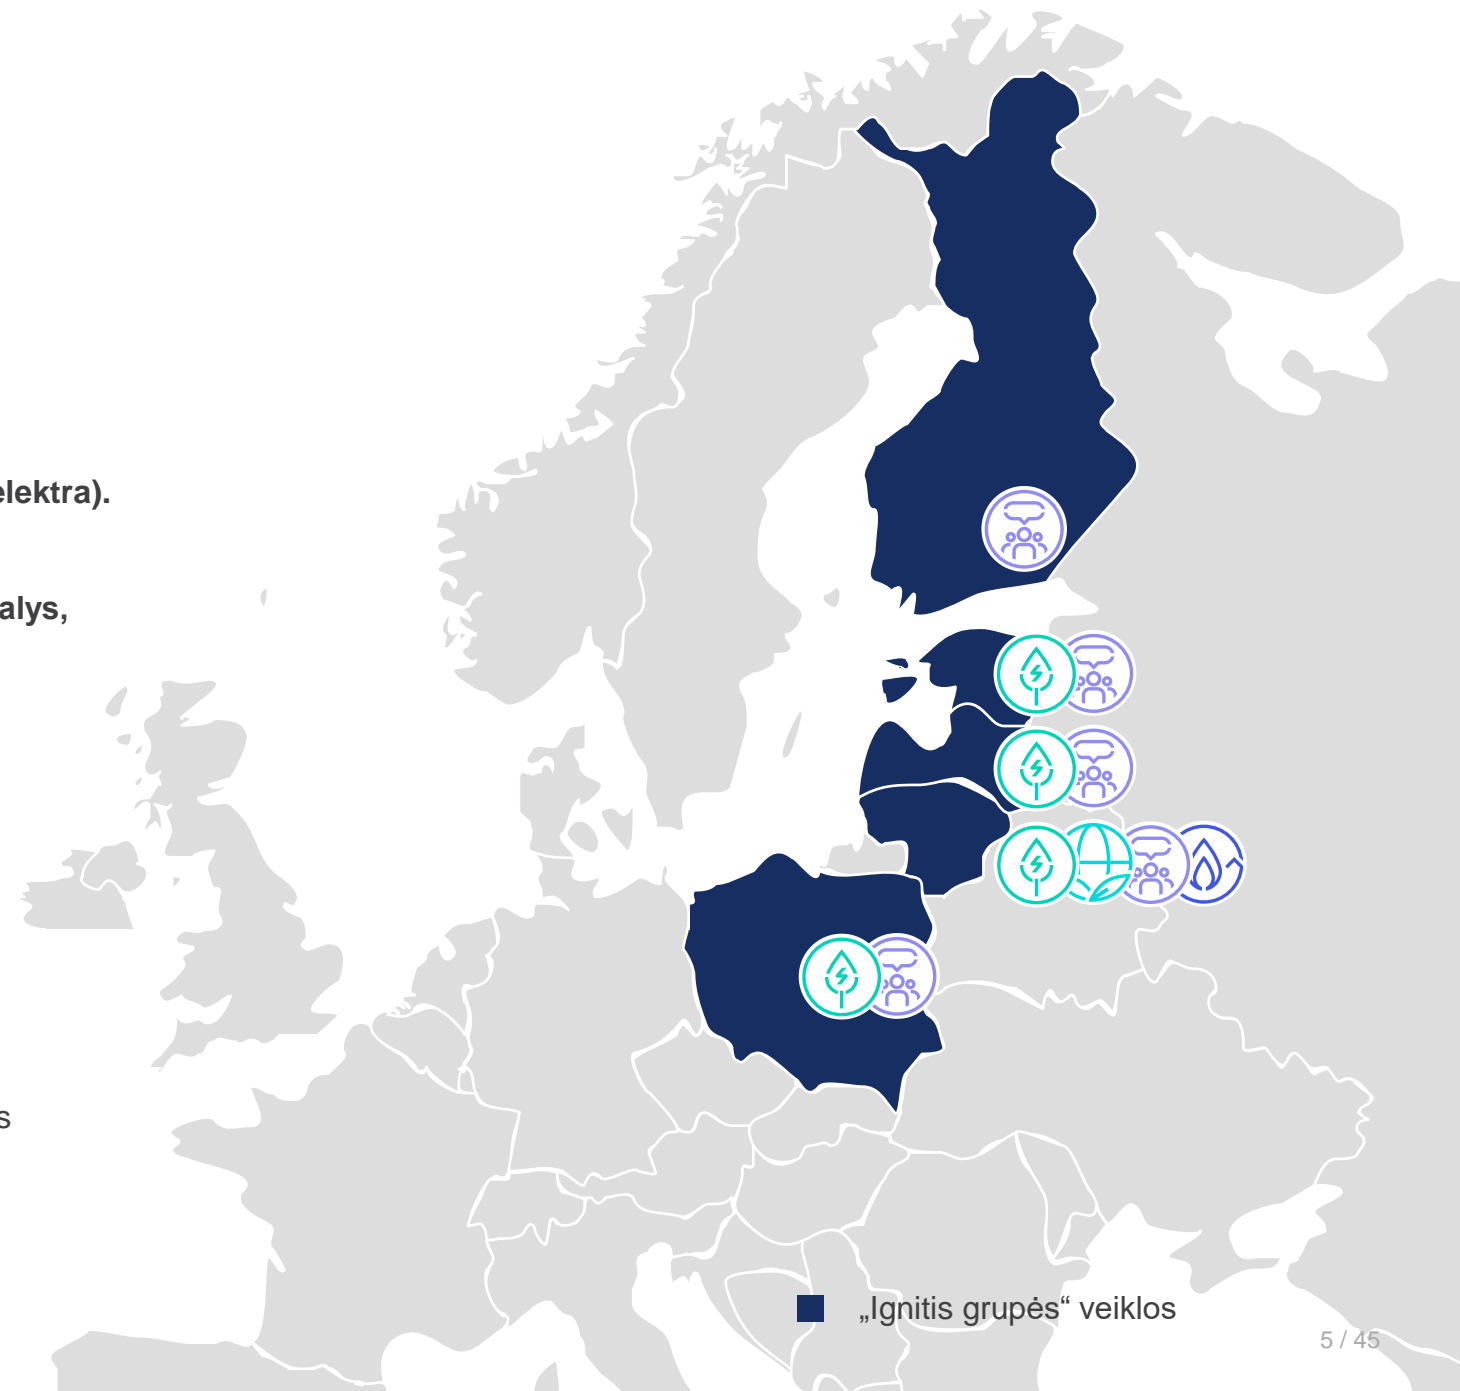 elektra).
alys,
s
„Ignitis grupės“ veiklos
5 / 45